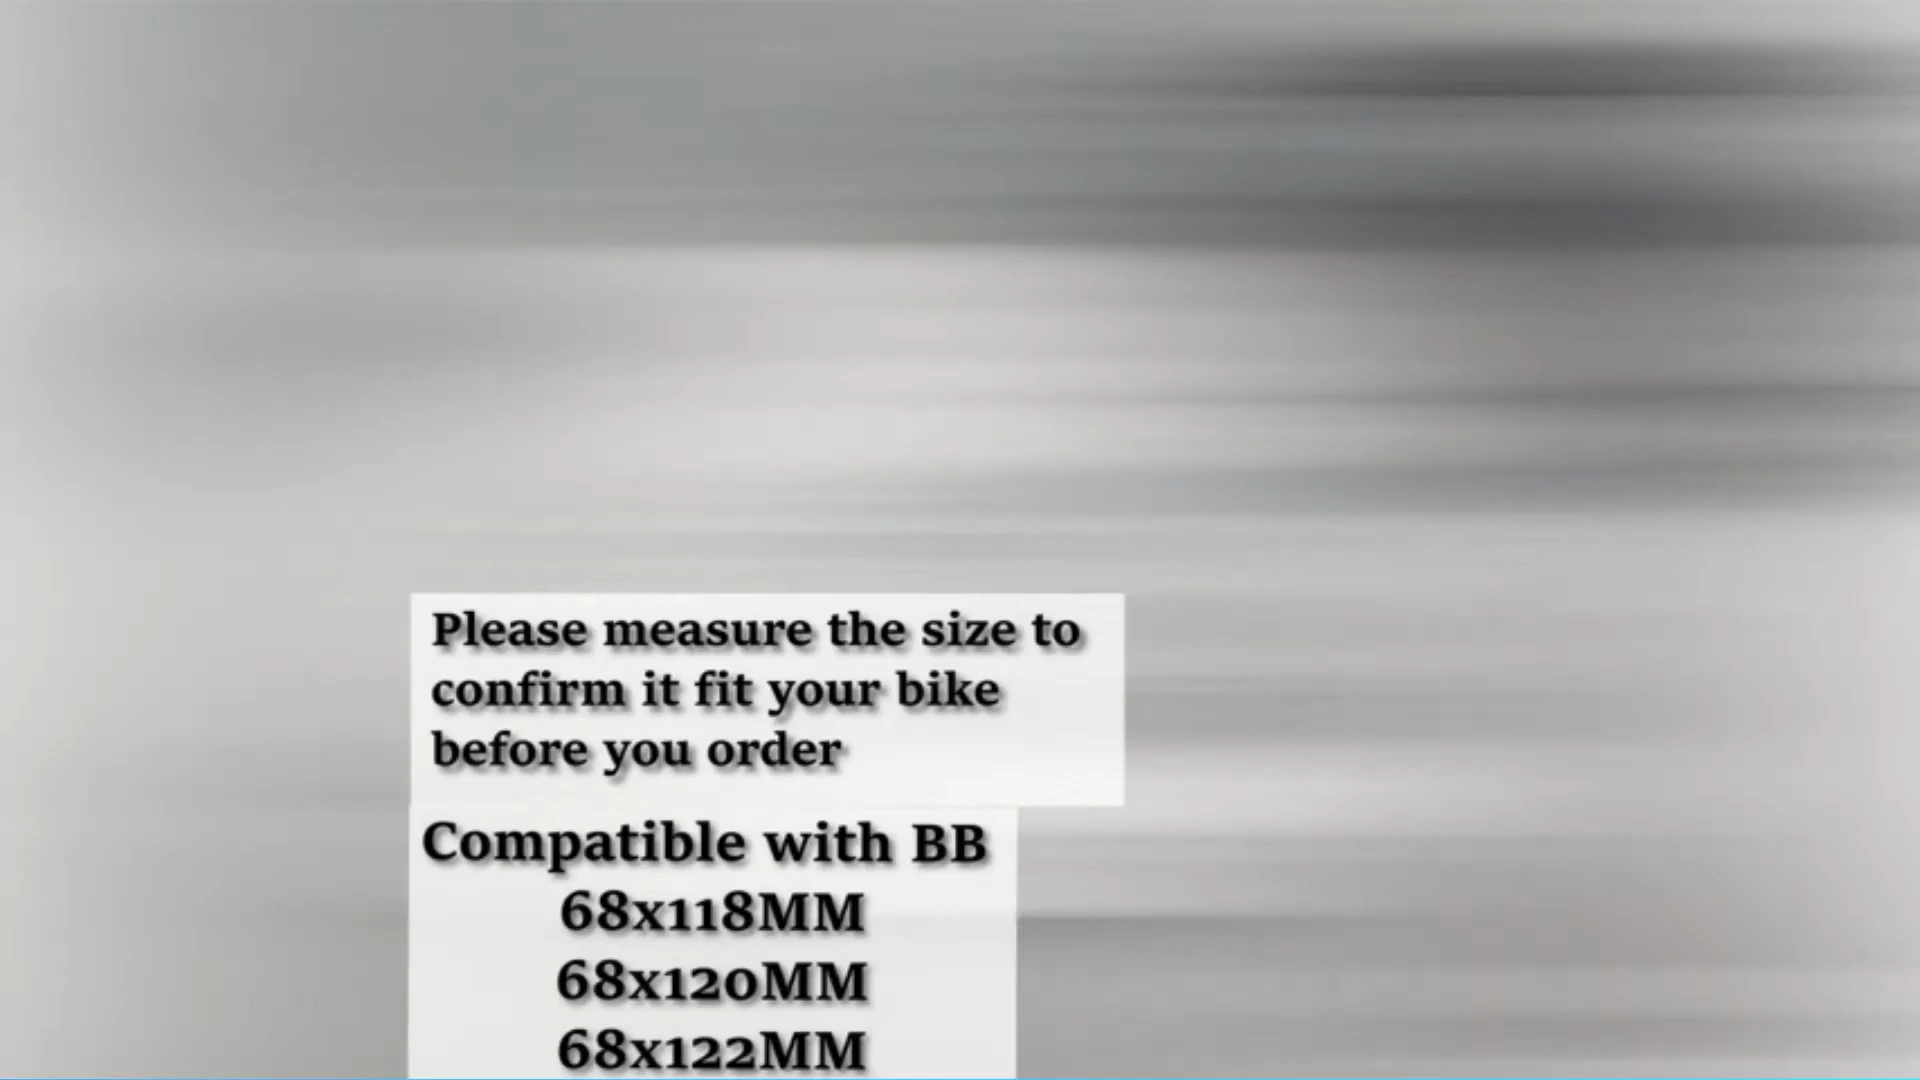 Please measure the size to
confirm it fit your bike
before you order
Compatible with BB
68x118MM
68x120MM
68x122MM